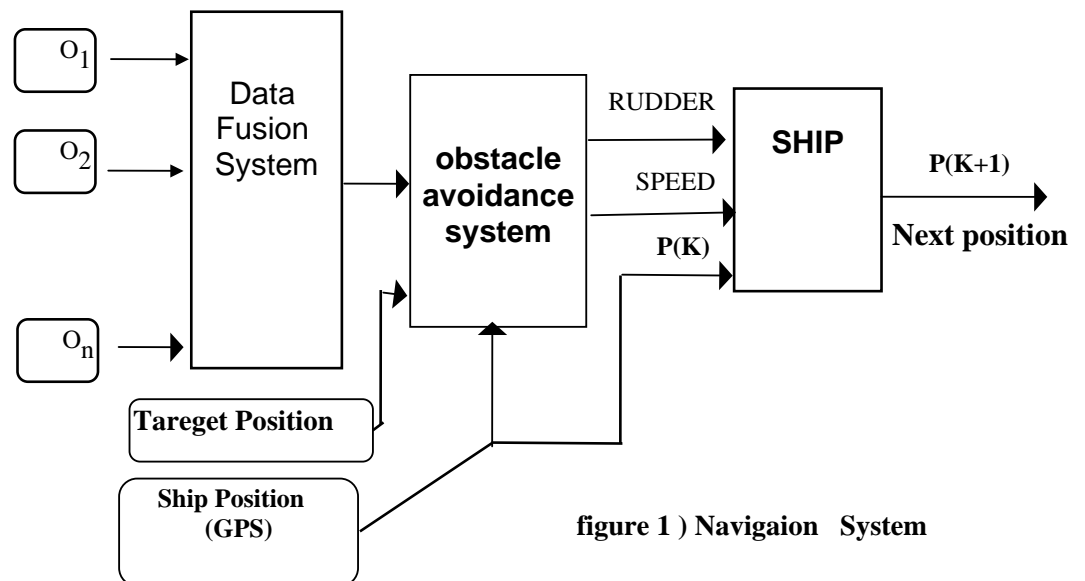 O1
O2
On
Data
Fusion
System
obstacle
avoidance
system
RUDDER
SPEED
P(K)
SHIP
P(K+1)
Next position
Tareget Position
Ship Position
(GPS)
figure 1 ) Navigaion System